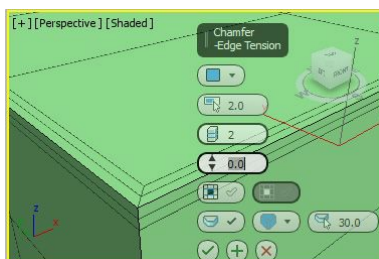 [+] [Perspective] [Shaded]
Chamfer
-Edge Tension
2.0
2
0.0
30.0
z
z
x